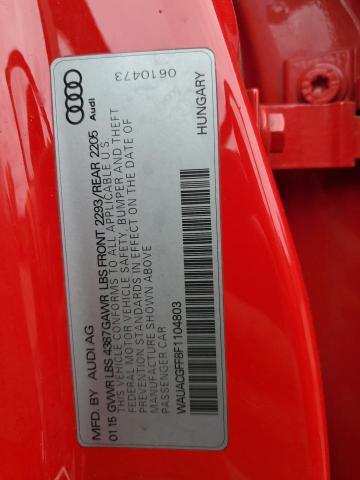 MFD. BY AUDI AG
01 15 GVWR LBS 4387 GAWR LBS FRONT 2293/REAR 2205
THIS VEHICLE CONFORMS TO ALL APPLICABLE U S
FEDERAL MOTOR VEHICLE SAFETY, BUMPER AND THEFT
PREVENTION STANDARDS IN EFFECT ON THE DATE OF
MANUFACTURE SHOWN ABOVE
PASSENGER CAR
WAUACGFF8F1104803
HUNGARY
Audi
0610473